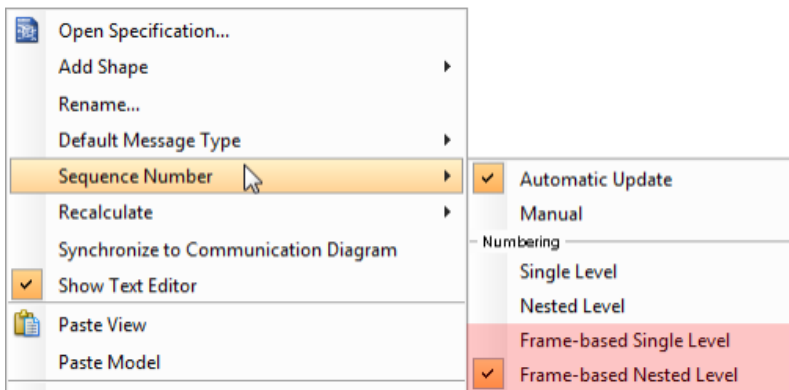 Open Specification...
Add Shape
Rename...
Default Message Type
Sequence Number
Recalculate
Synchronize to Communication Diagram
Show Text Editor
Paste View
Paste Model
Automatic Update
Manual
Numbering
Single Level
Nested Level
Frame-based Single Level
Frame-based Nested Level